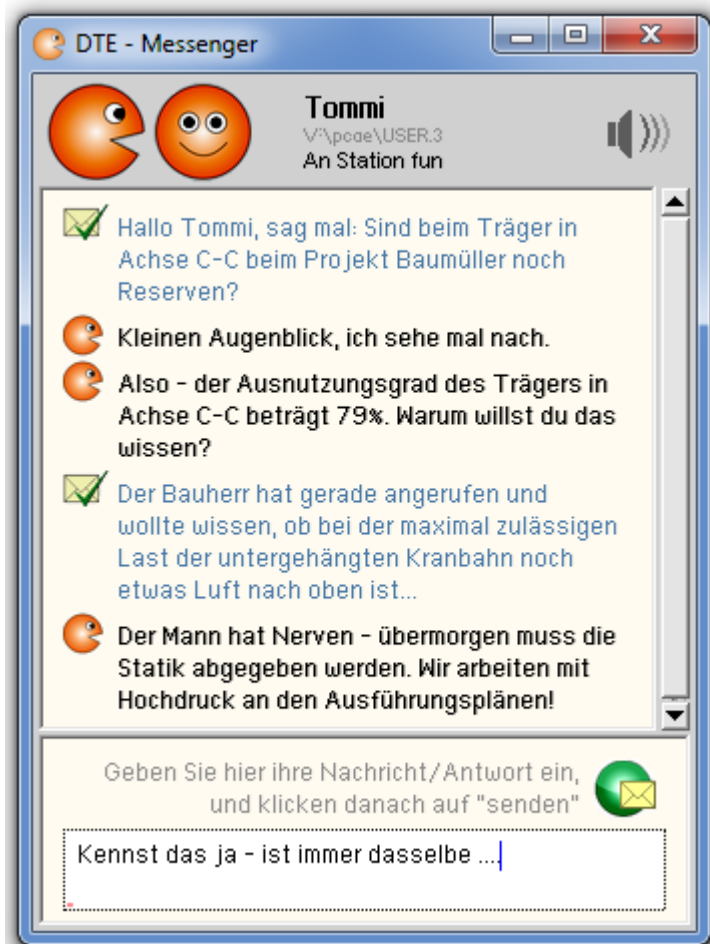 DTE - Messenger
Tommi
V:\pcae\USER.3
An Station fun
Hallo Tommi, sag mal: Sind beim Träger in
Achse C-C beim Projekt Baumüller noch
Reserven?
Kleinen Augenblick, ich sehe mal nach.
Also - der Ausnutzungsgrad des Trägers in
Achse C-C beträgt 79%. Warum willst du das
wissen?
Der Bauherr hat gerade angerufen und
wollte wissen, ob bei der maximal zulässigen
Last der untergehängten Kranbahn noch
etwas Luft nach oben ist...
Der Mann hat Nerven - übermorgen muss die
Statik abgegeben werden. Wir arbeiten mit
Hochdruck an den Ausführungsplänen!
Geben Sie hier ihre Nachricht/Antwort ein,
und klicken danach auf "senden"
Kennst das ja - ist immer dasselbe ....